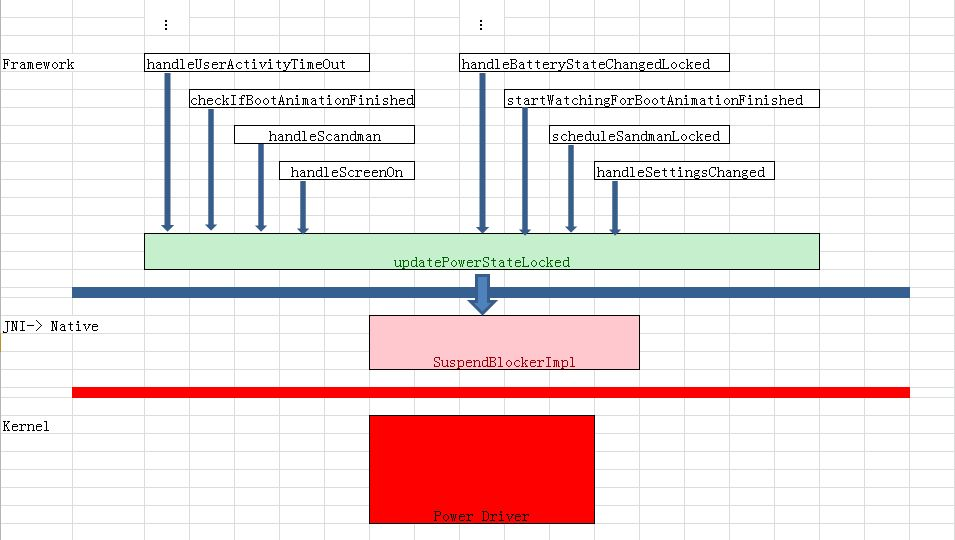 ⋮ ⋮
Framework handleUserActivityTimeOut handleBatteryStateChangedLocked
checkIfBootAnimationFinished startWatchingForBootAnimationFinished
handleScandman scheduleSandmanLocked
handleScreenOn handleSettingsChanged
updatePowerStateLocked
JNI-> Native
SuspendBlockerImpl
Kernel
Power Driver